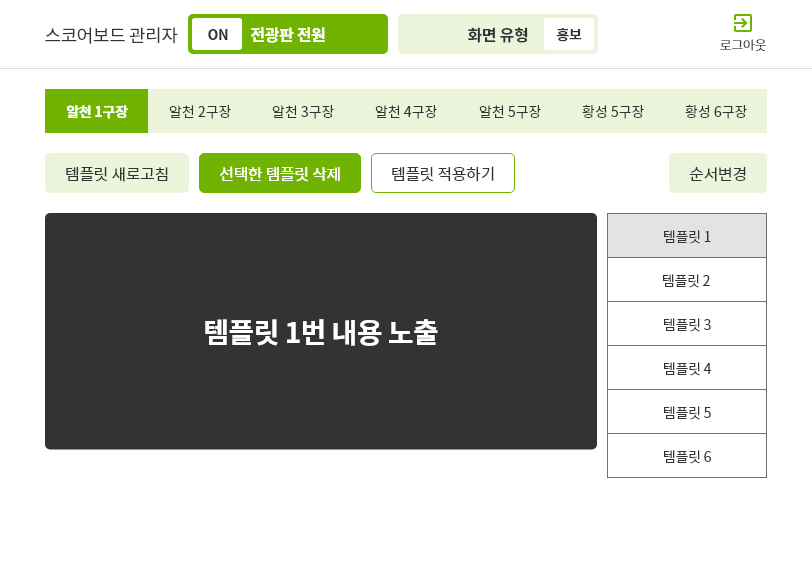 스코어보드 관리자 ON 전광판 전원 화면 유형 홍보 로그아웃
알천 1구장 알천 2구장 알천 3구장 알천 4구장 알천 5구장 황성 5구장 황성 6구장
템플릿 새로고침 선택한 템플릿 삭제 템플릿 적용하기 순서변경
템플릿 1번 내용 노출
템플릿 1
템플릿 2
템플릿 3
템플릿 4
템플릿 5
템플릿 6